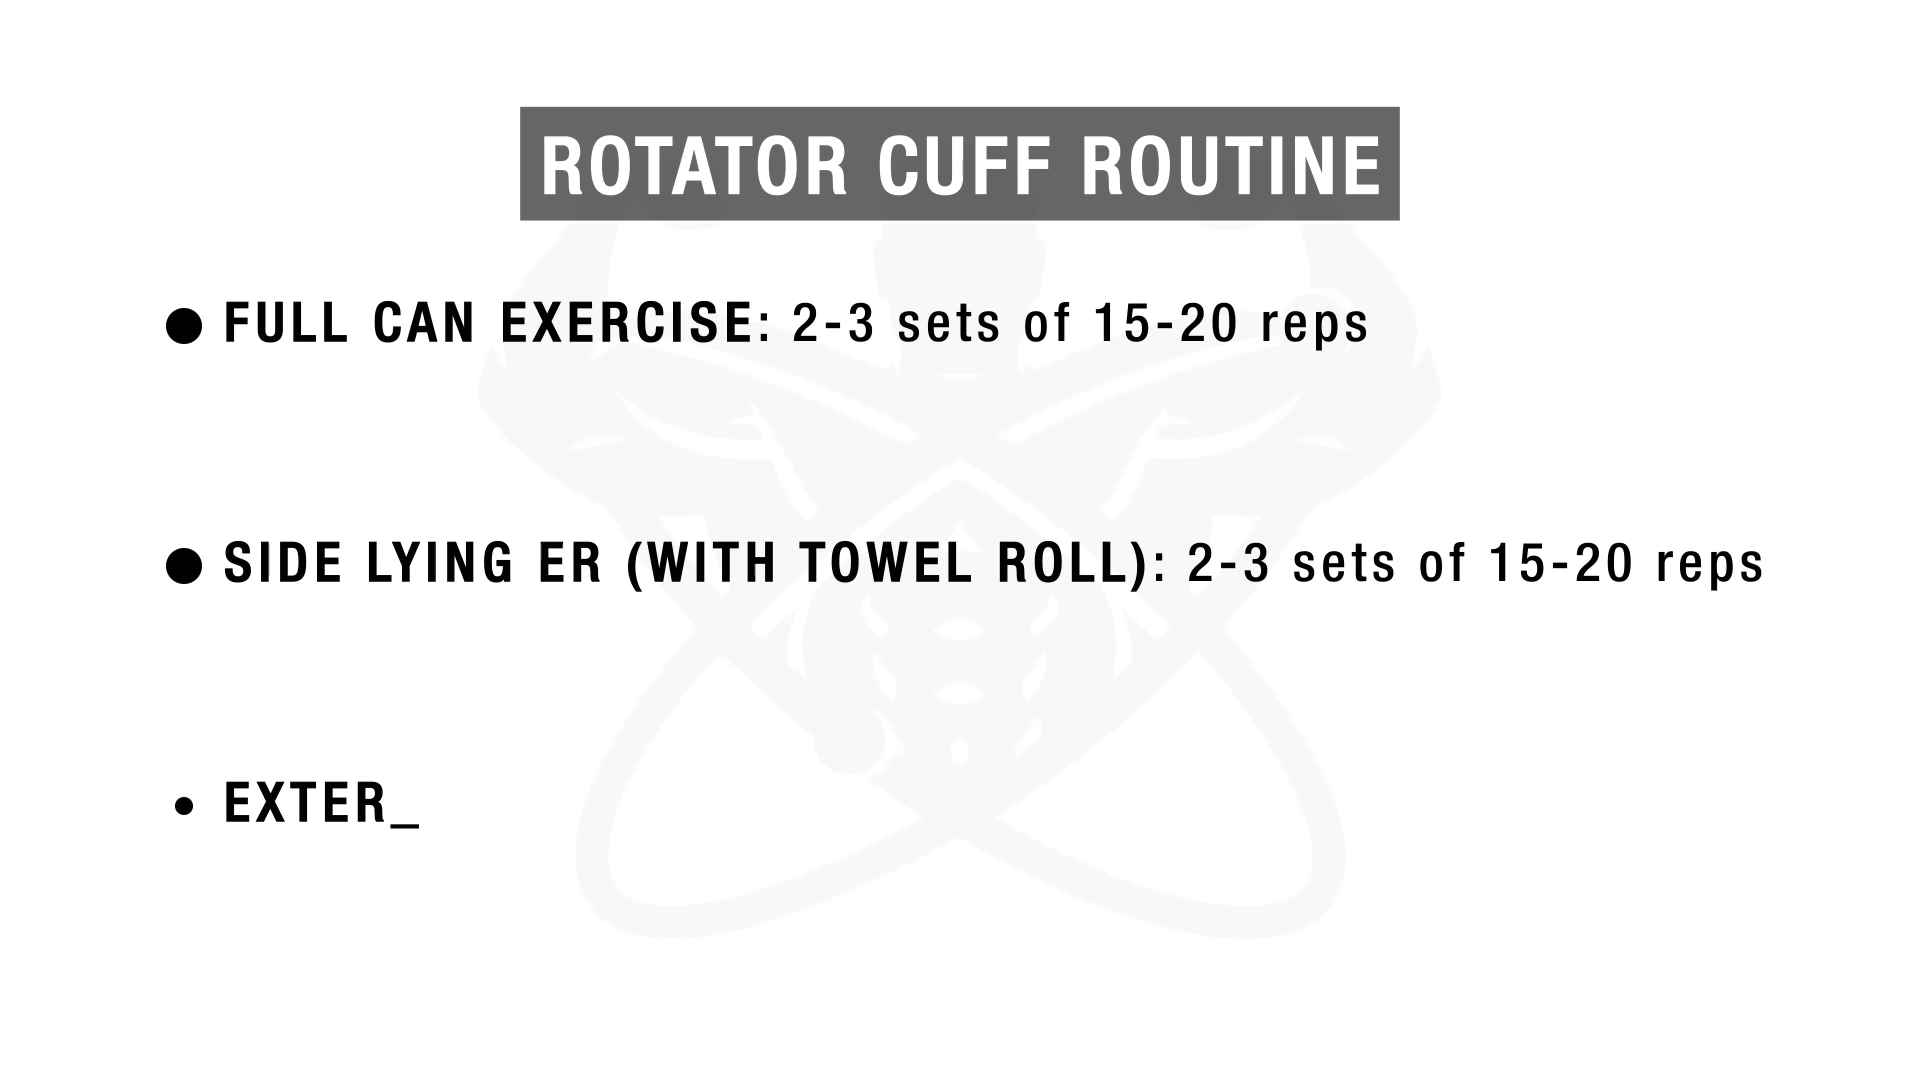 ROTATOR CUFF ROUTINE
● FULL CAN EXERCISE: 2-3 sets of 15-20 reps
● SIDE LYING ER (WITH TOWEL ROLL): 2-3 sets of 15-20 reps
• EXTER_